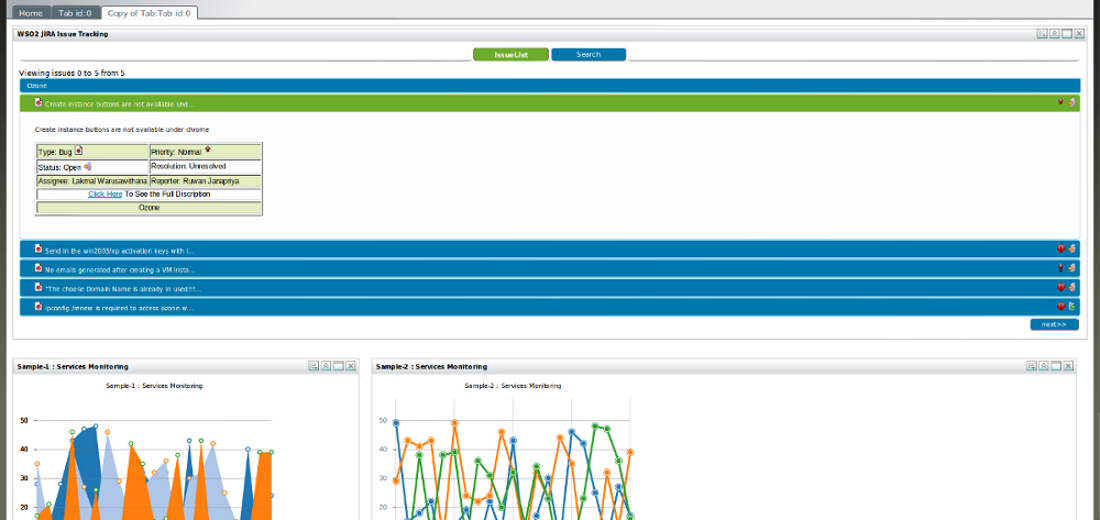 Home Tab id:0 Copy of Tab:Tab id:0
WSO2 JIRA Issue Tracking
IssueList Search
Viewing issues 0 to 5 from 5
Ozone
Create instance buttons are not available und...
Create instance buttons are not available under chrome
Type: Bug Priority: Normal
Status: Open Resolution: Unresolved
Assignee: Lakmal Warusawithana Reporter: Ruwan Janapriya
Click Here To See the Full Discription
Ozone
Send in the win2003/xp activation keys with i...
No emails generated after creating a VM insta...
"The choose Domain Name is already in used!!!...
ipconfig /renew is required to access ozone.w...
next>>
Sample-1 : Services Monitoring Sample-2 : Services Monitoring
Sample-1 : Services Monitoring Sample-2 : Services Monitoring
50 50
40 40
30 30
20 20